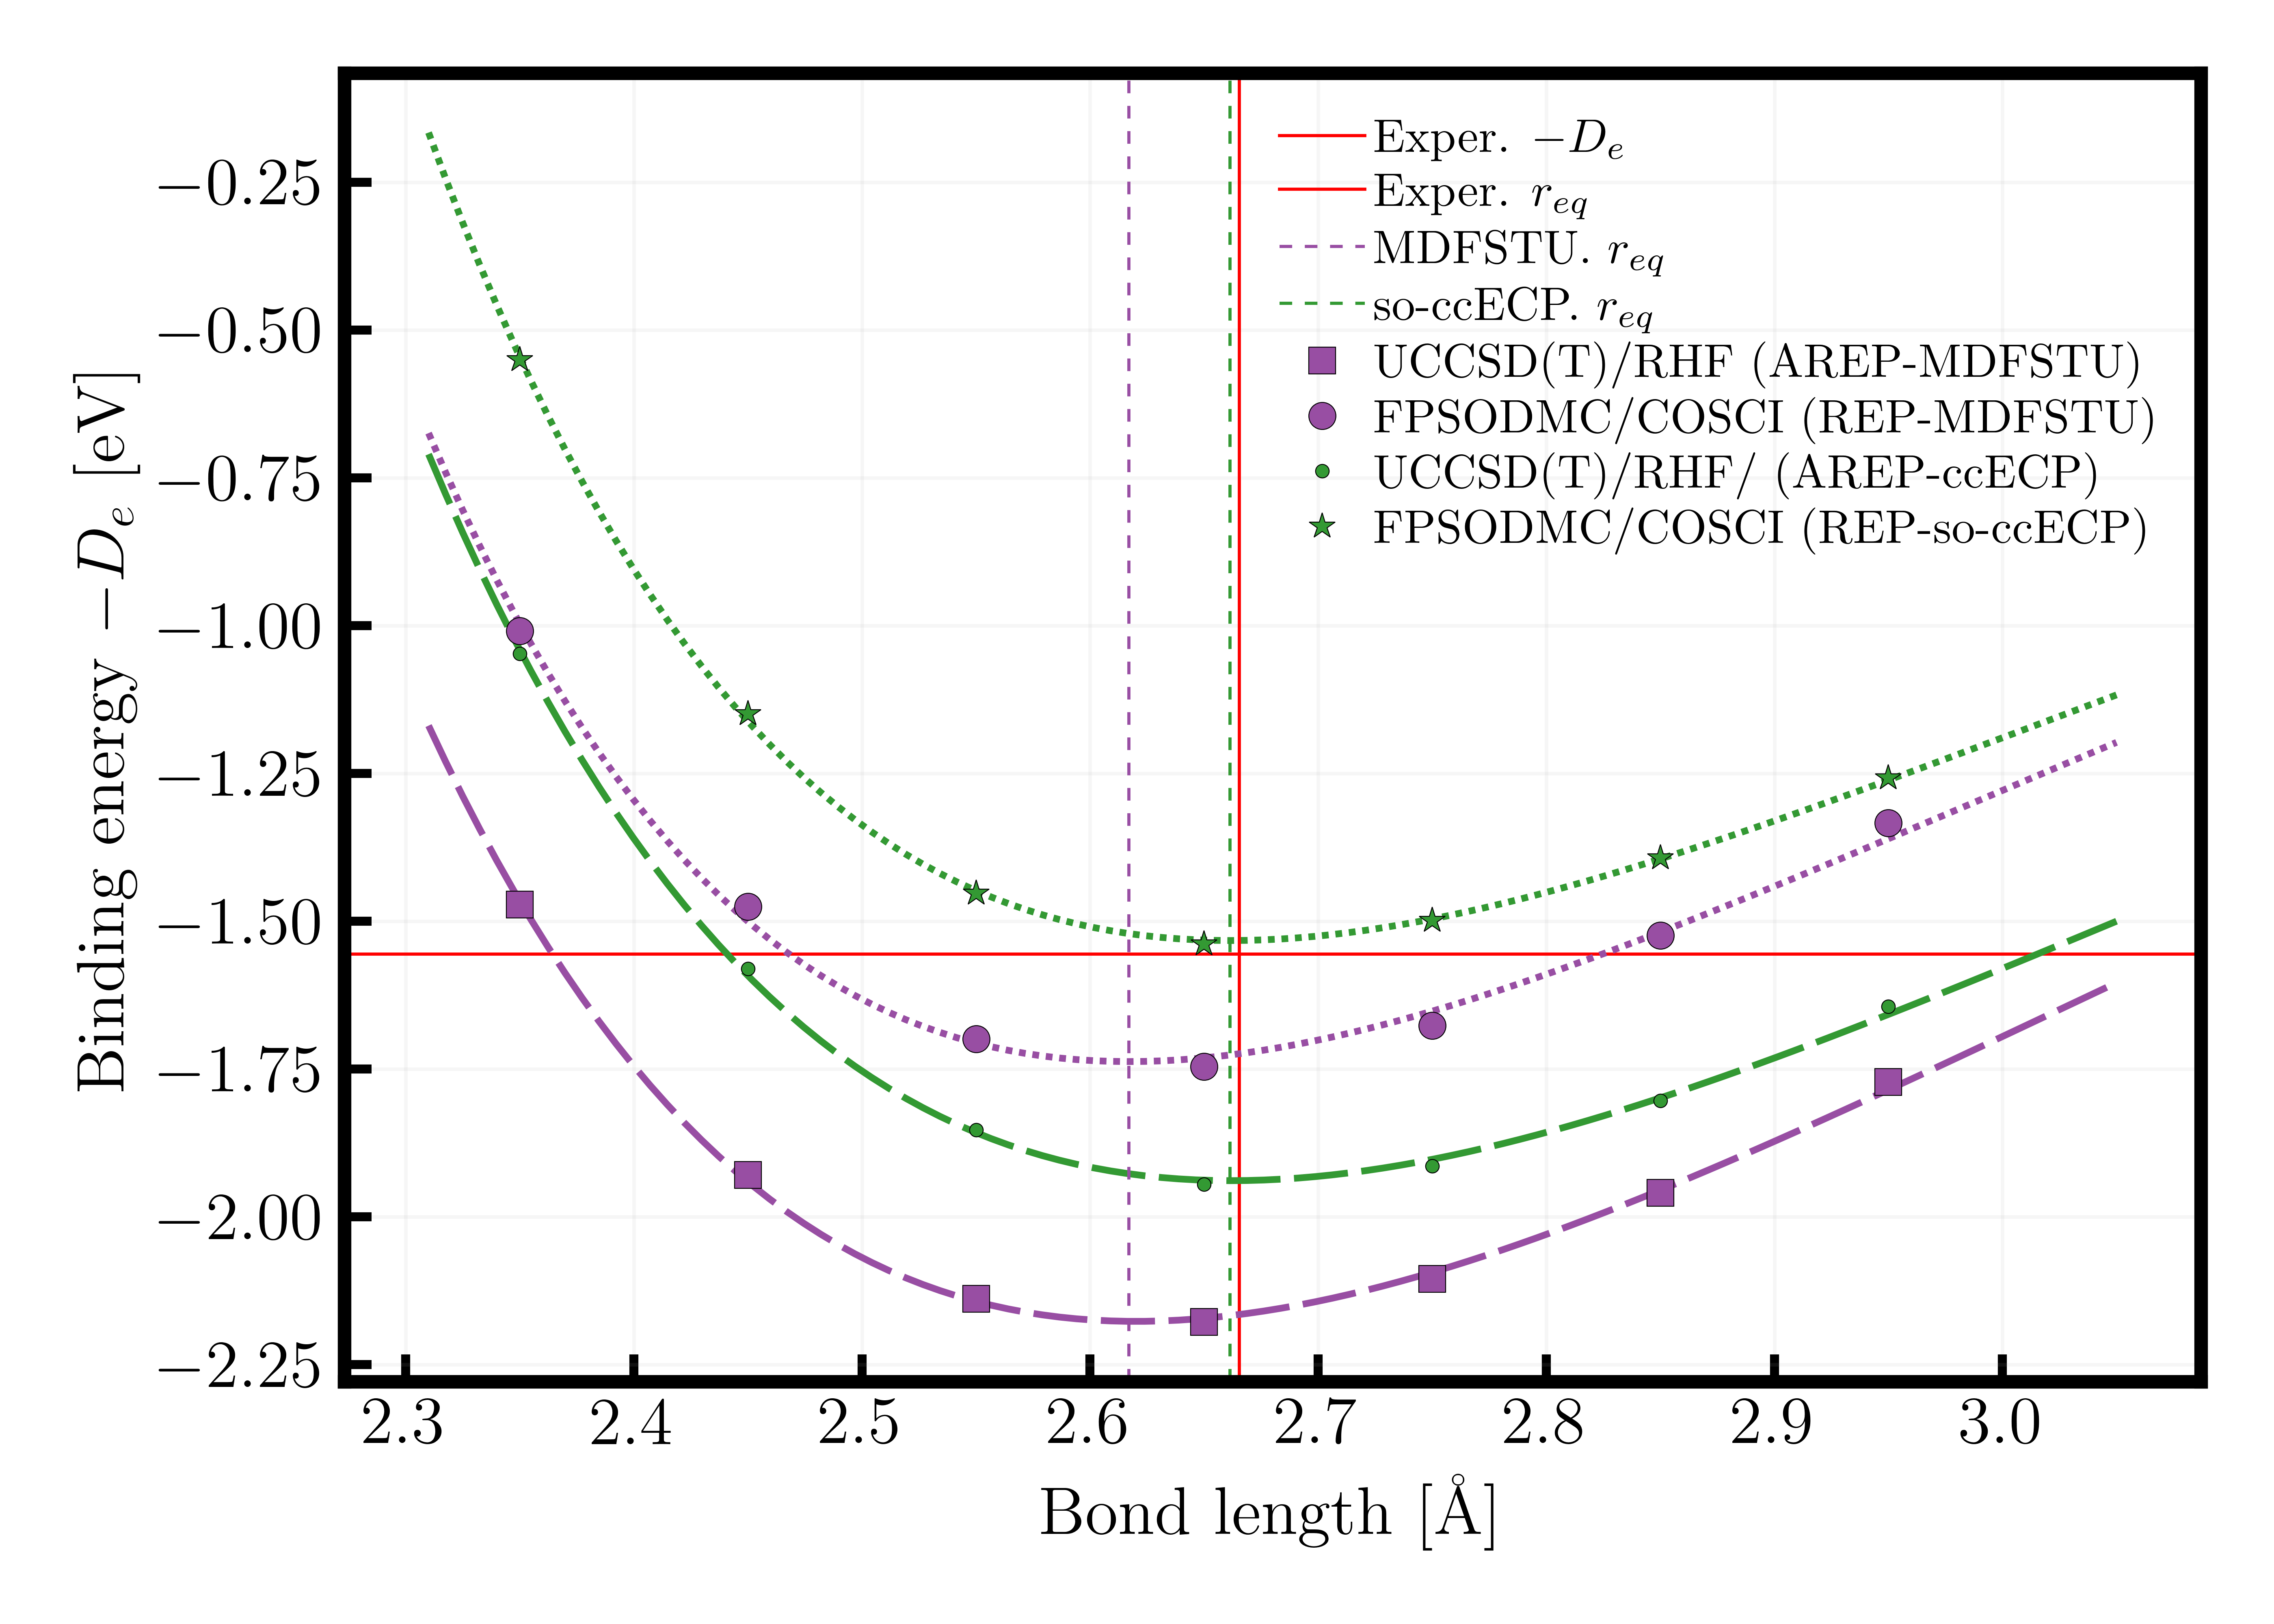 Binding energy −Dₑ [eV]
−0.25
−0.50
−0.75
−1.00
−1.25
−1.50
−1.75
−2.00
−2.25
Exper. −Dₑ
Exper. r_eq
MDFSTU. r_eq
so-ccECP. r_eq
UCCSD(T)/RHF (AREP-MDFSTU)
FPSODMC/COSCI (REP-MDFSTU)
UCCSD(T)/RHF/ (AREP-ccECP)
FPSODMC/COSCI (REP-so-ccECP)
2.3 2.4 2.5 2.6 2.7 2.8 2.9 3.0
Bond length [Å]